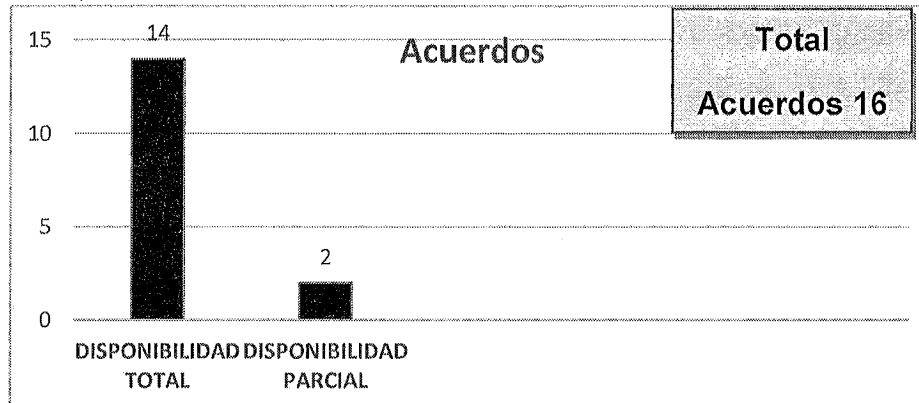 Acuerdos
Total
Acuerdos 16
15
10
5
0
14
2
DISPONIBILIDAD TOTAL
DISPONIBILIDAD PARCIAL